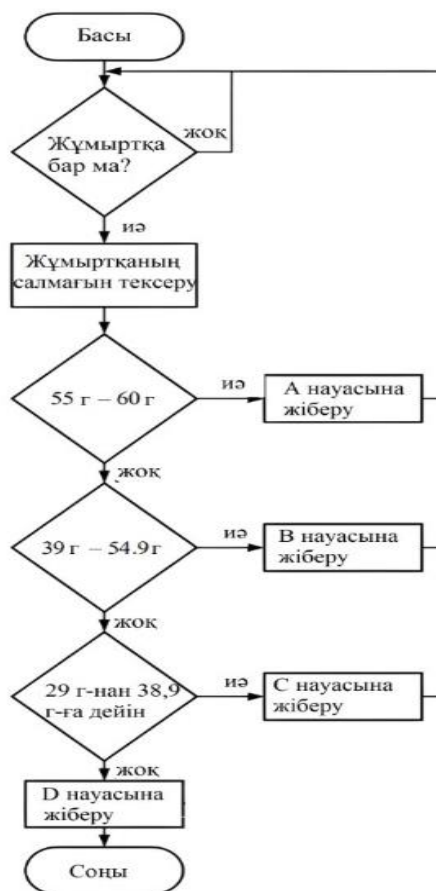 Басы
Жұмыртқа
бар ма?
жоқ
иә
Жұмыртқаның
салмағын тексеру
55 г – 60 г
иә
А науасына
жіберу
жоқ
39 г – 54.9г
иә
В науасына
жіберу
жоқ
29 г-нан 38,9
г-ға дейін
иә
С науасына
жіберу
жоқ
D науасына
жіберу
Соңы